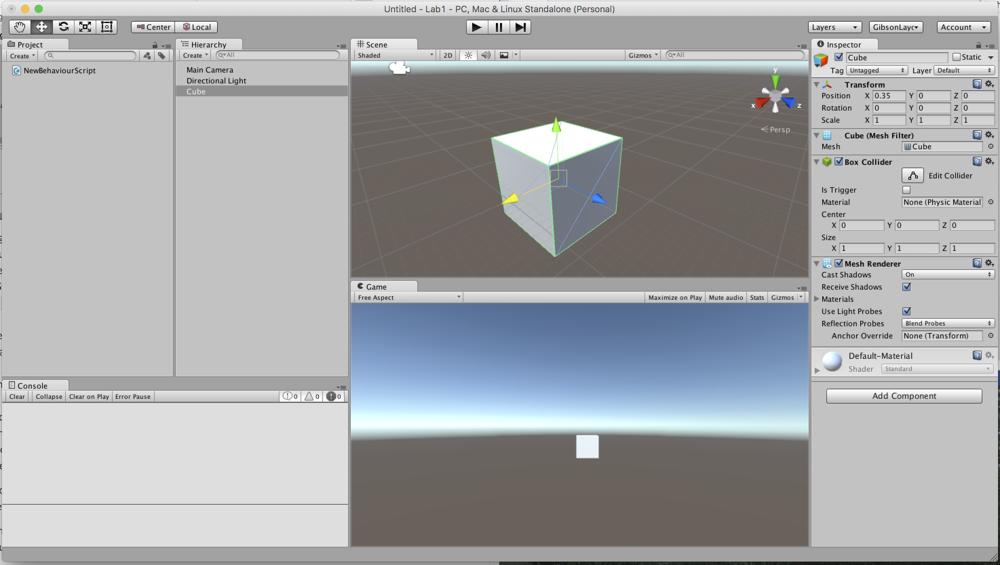 Untitled - Lab1 - PC, Mac & Linux Standalone (Personal)
Center Local
Layers GibsonLayc Account
Project
Create
NewBehaviourScript
Hierarchy
Create All
Main Camera
Directional Light
Cube
Scene
Shaded 2D Gizmos All
y
x z
Persp
Game
Free Aspect Maximize on Play Mute audio Stats Gizmos
Console
Clear Collapse Clear on Play Error Pause 0 0 0
Inspector
Cube Static
Tag Untagged Layer Default
Transform
Position X 0.35 Y 0 Z 0
Rotation X 0 Y 0 Z 0
Scale X 1 Y 1 Z 1
Cube (Mesh Filter)
Mesh Cube
Box Collider
Edit Collider
Is Trigger
Material None (Physic Material
Center
X 0 Y 0 Z 0
Size
X 1 Y 1 Z 1
Mesh Renderer
Cast Shadows On
Receive Shadows
Materials
Use Light Probes
Reflection Probes Blend Probes
Anchor Override None (Transform)
Default-Material
Shader Standard
Add Component